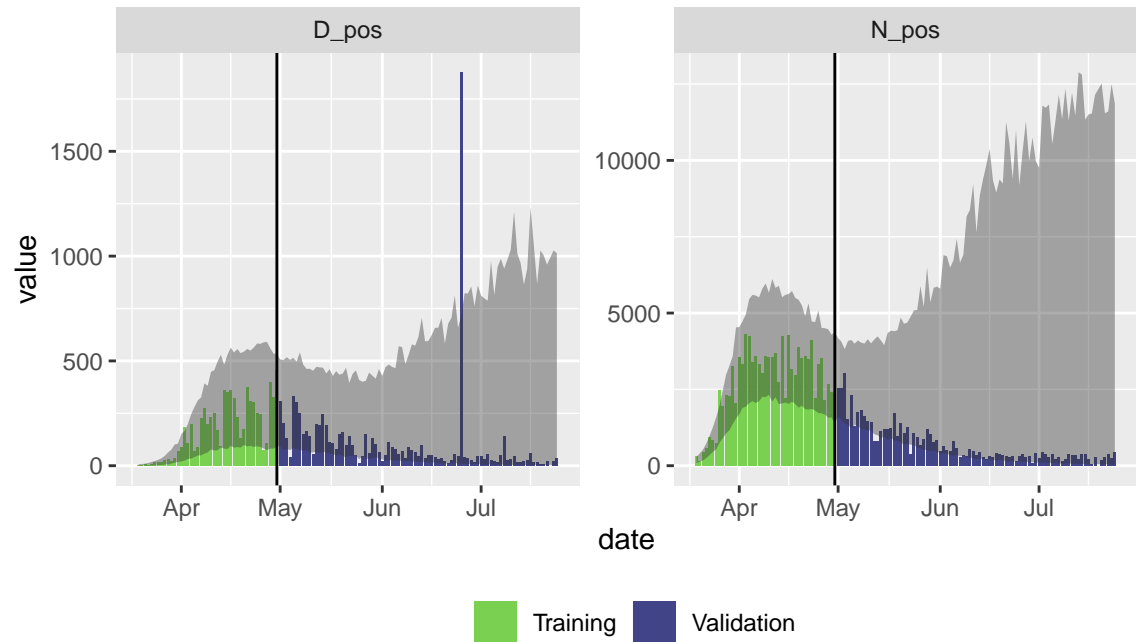 D_pos
N_pos
value
1500
1000
500
0
10000
5000
0
Apr May Jun Jul
Apr May Jun Jul
date
Training Validation